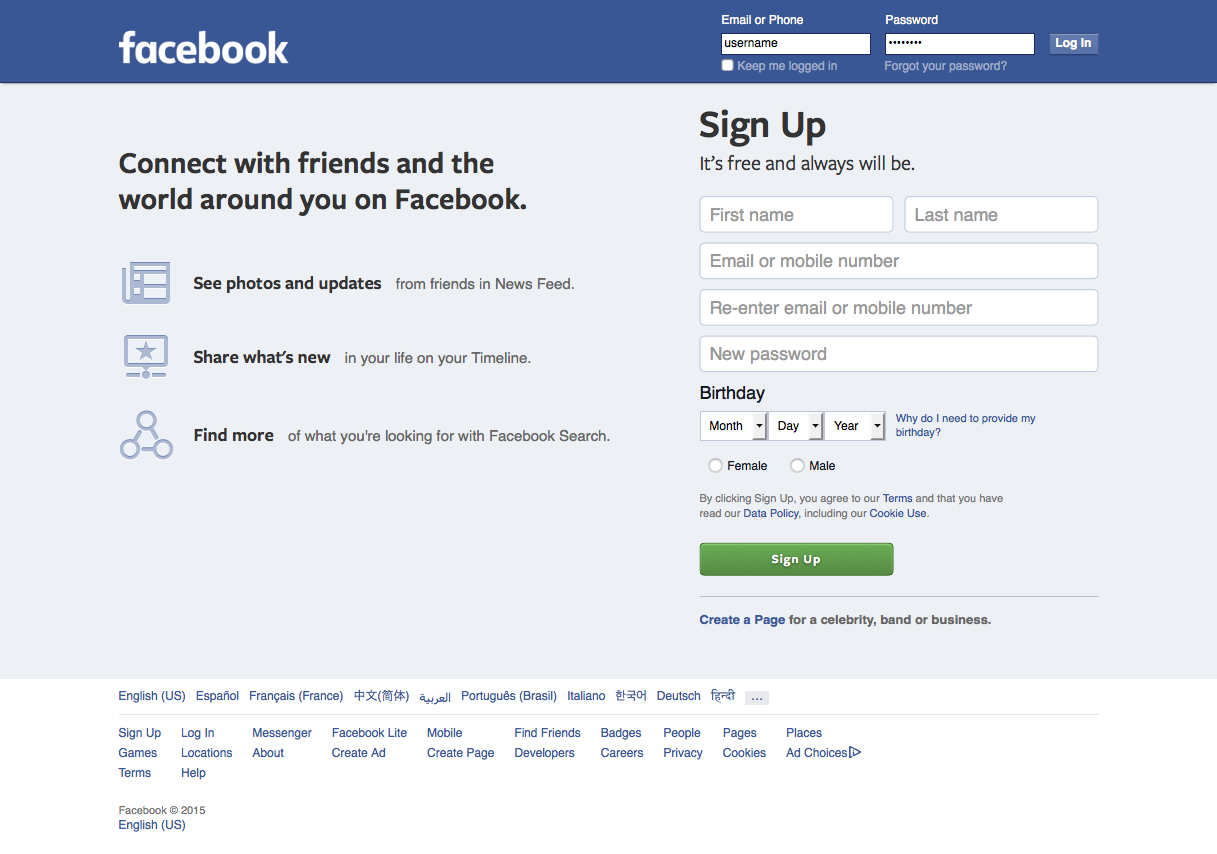 facebook
Email or Phone
Password
username
••••••••
Log In
Keep me logged in
Forgot your password?
Connect with friends and the
world around you on Facebook.
See photos and updates from friends in News Feed.
Share what's new in your life on your Timeline.
Find more of what you're looking for with Facebook Search.
Sign Up
It's free and always will be.
First name
Last name
Email or mobile number
Re-enter email or mobile number
New password
Birthday
Month
Day
Year
Why do I need to provide my
birthday?
Female
Male
By clicking Sign Up, you agree to our Terms and that you have
read our Data Policy, including our Cookie Use.
Sign Up
Create a Page for a celebrity, band or business.
English (US) Español Français (France) 中文(简体) العربية Português (Brasil) Italiano 한국어 Deutsch हिन्दी ...
Sign Up Log In Messenger Facebook Lite Mobile Find Friends Badges People Pages Places
Games Locations About Create Ad Create Page Developers Careers Privacy Cookies Ad Choices
Terms Help
Facebook © 2015
English (US)